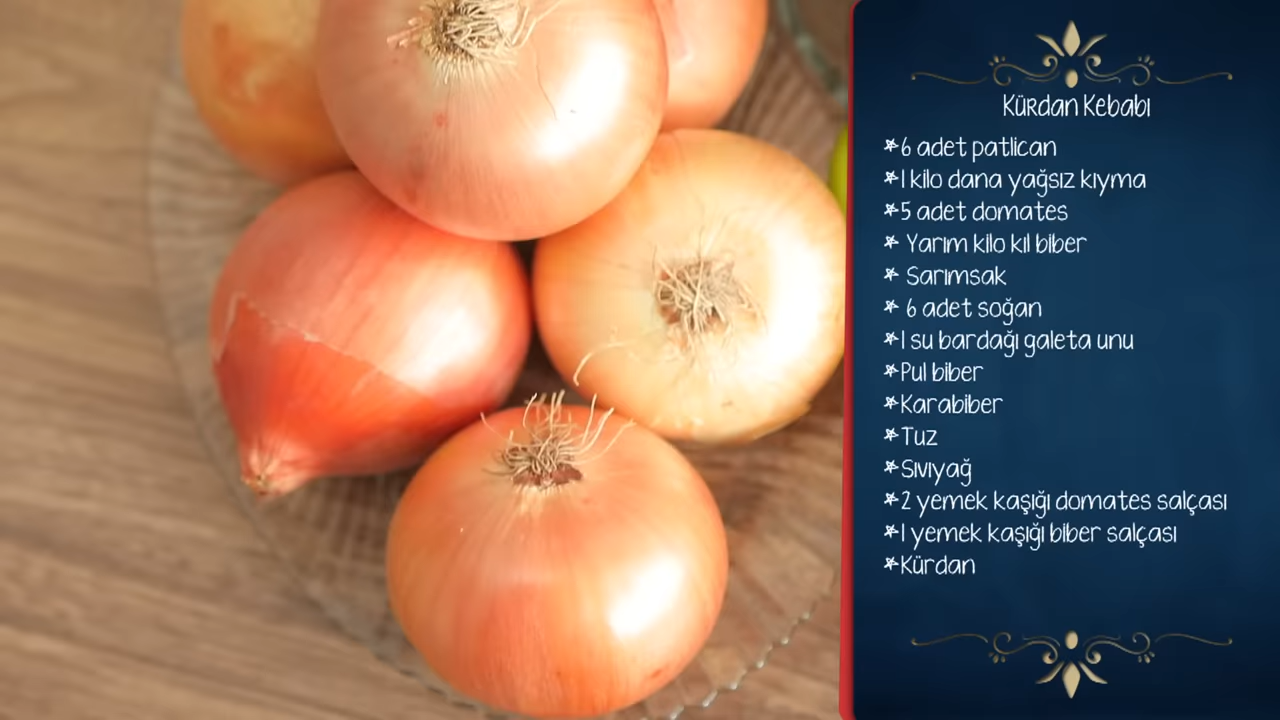 Kürdan Kebabı
*6 adet patlican
*1 kilo dana yağsız kıyma
*5 adet domates
* Yarım kilo kıl biber
* Sarımsak
* 6 adet soğan
*1 su bardağı galeta unu
*Pul biber
*Karabiber
*Tuz
*Sıvıyağ
*2 yemek kaşığı domates salçası
*1 yemek kaşığı biber salçası
*Kürdan